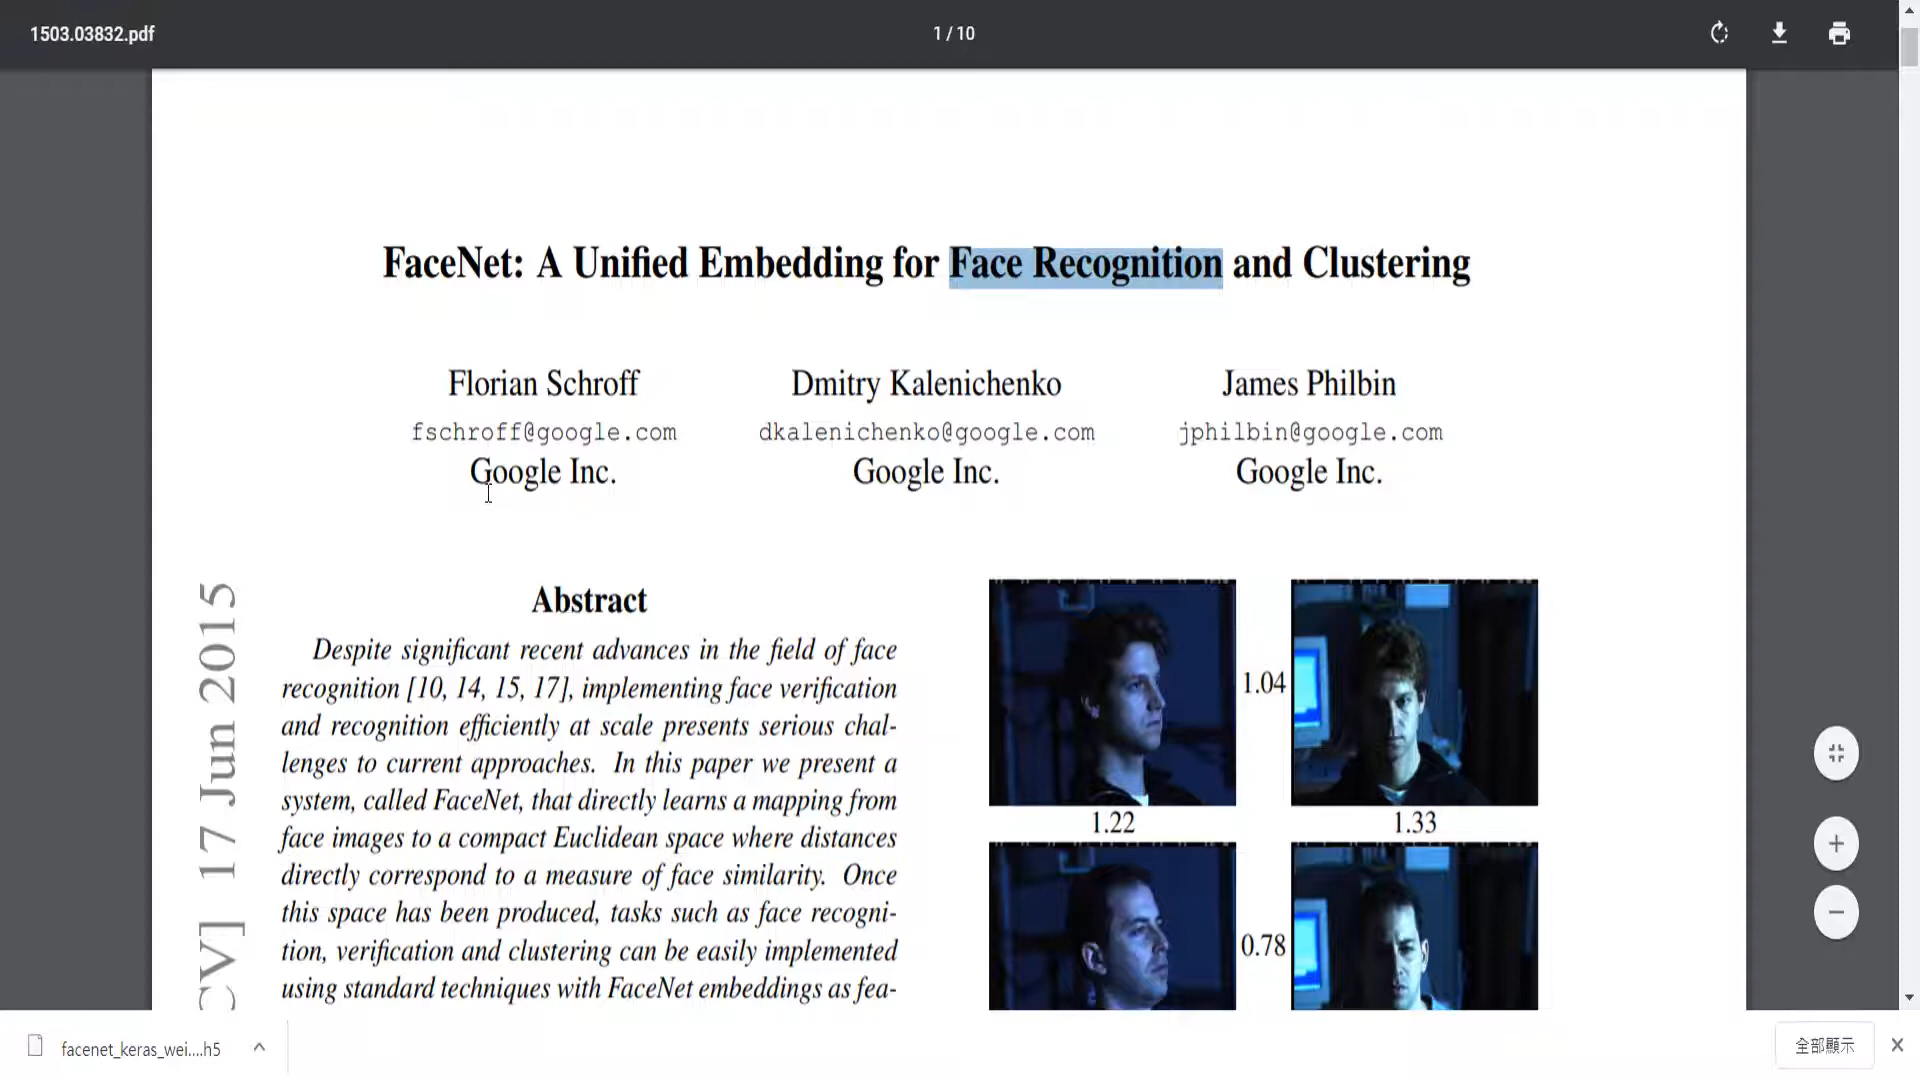 1503.03832.pdf
1 / 10
FaceNet: A Unified Embedding for Face Recognition and Clustering
Florian Schroff
fschroff@google.com
Google Inc.
Dmitry Kalenichenko
dkalenichenko@google.com
Google Inc.
James Philbin
jphilbin@google.com
Google Inc.
CV] 17 Jun 2015
Abstract
Despite significant recent advances in the field of face
recognition [10, 14, 15, 17], implementing face verification
and recognition efficiently at scale presents serious chal-
lenges to current approaches. In this paper we present a
system, called FaceNet, that directly learns a mapping from
face images to a compact Euclidean space where distances
directly correspond to a measure of face similarity. Once
this space has been produced, tasks such as face recogni-
tion, verification and clustering can be easily implemented
using standard techniques with FaceNet embeddings as fea-
1.04
1.22
1.33
0.78
facenet_keras_wei....h5
全部顯示